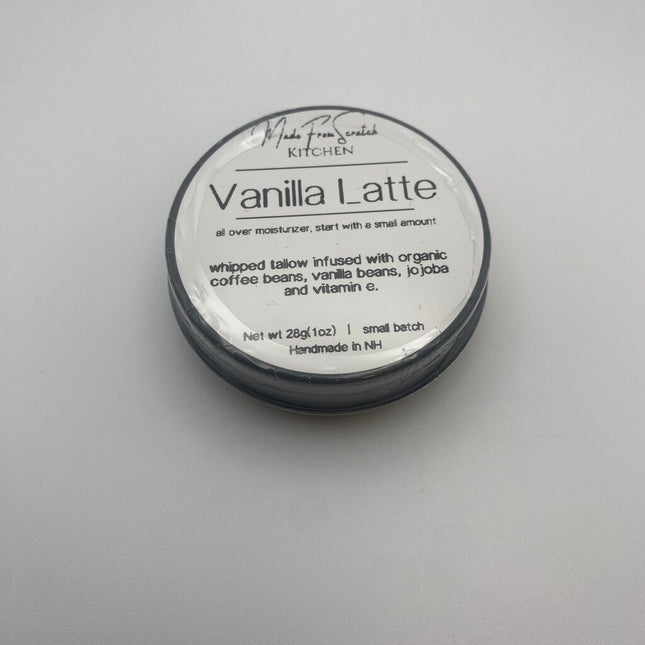 Made From Scratch
KITCHEN
Vanilla Latte
all over moisturizer, start with a small amount
whipped tallow infused with organic
coffee beans, vanilla beans, jojoba
and vitamin e.
Net wt 28g(1oz) | small batch
Handmade in NH